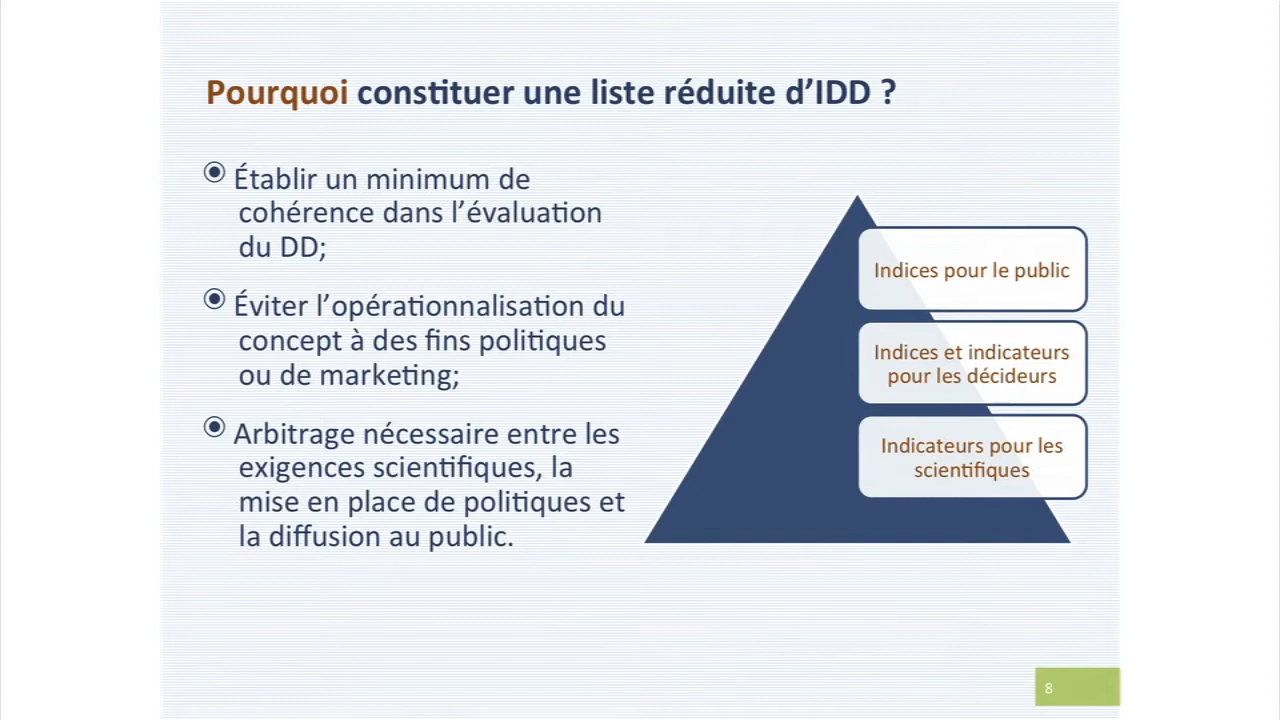 Pourquoi constituer une liste réduite d’IDD ?
Établir un minimum de
cohérence dans l’évaluation
du DD;
Éviter l’opérationnalisation du
concept à des fins politiques
ou de marketing;
Arbitrage nécessaire entre les
exigences scientifiques, la
mise en place de politiques et
la diffusion au public.
Indices pour le public
Indices et indicateurs
pour les décideurs
Indicateurs pour les
scientifiques
8